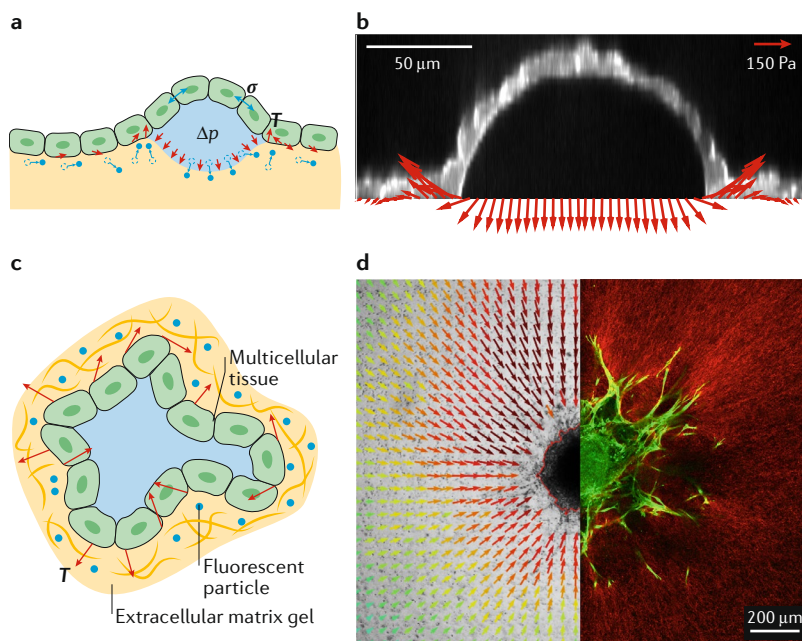 a
σ
T
Δp
b
50 μm
150 Pa
c
Multicellular
tissue
Fluorescent
particle
T
Extracellular matrix gel
d
200 μm